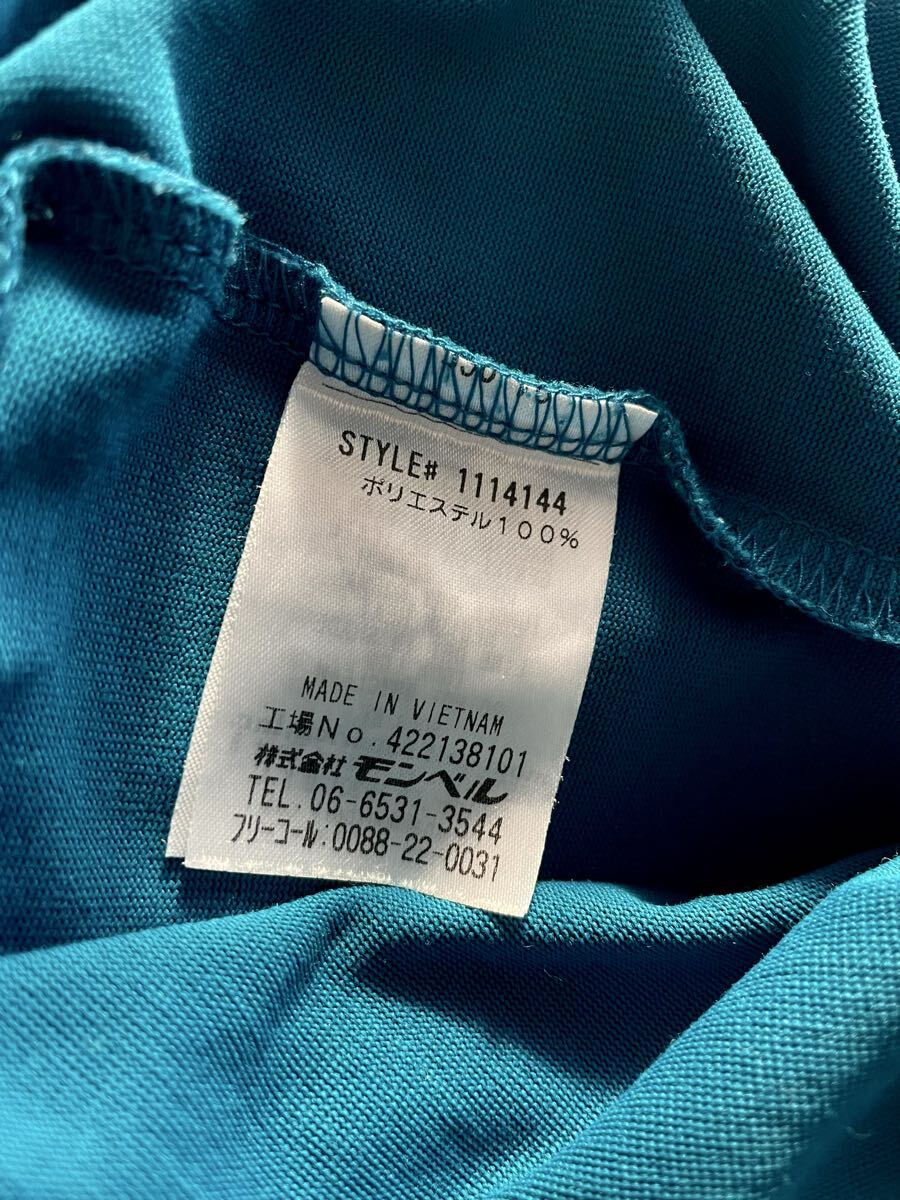 STYLE# 1114144
ポリエステル100%
MADE IN VIETNAM
工場No.422138101
株式会社モンベル
TEL.06-6531-3544
フリーコール:0088-22-0031